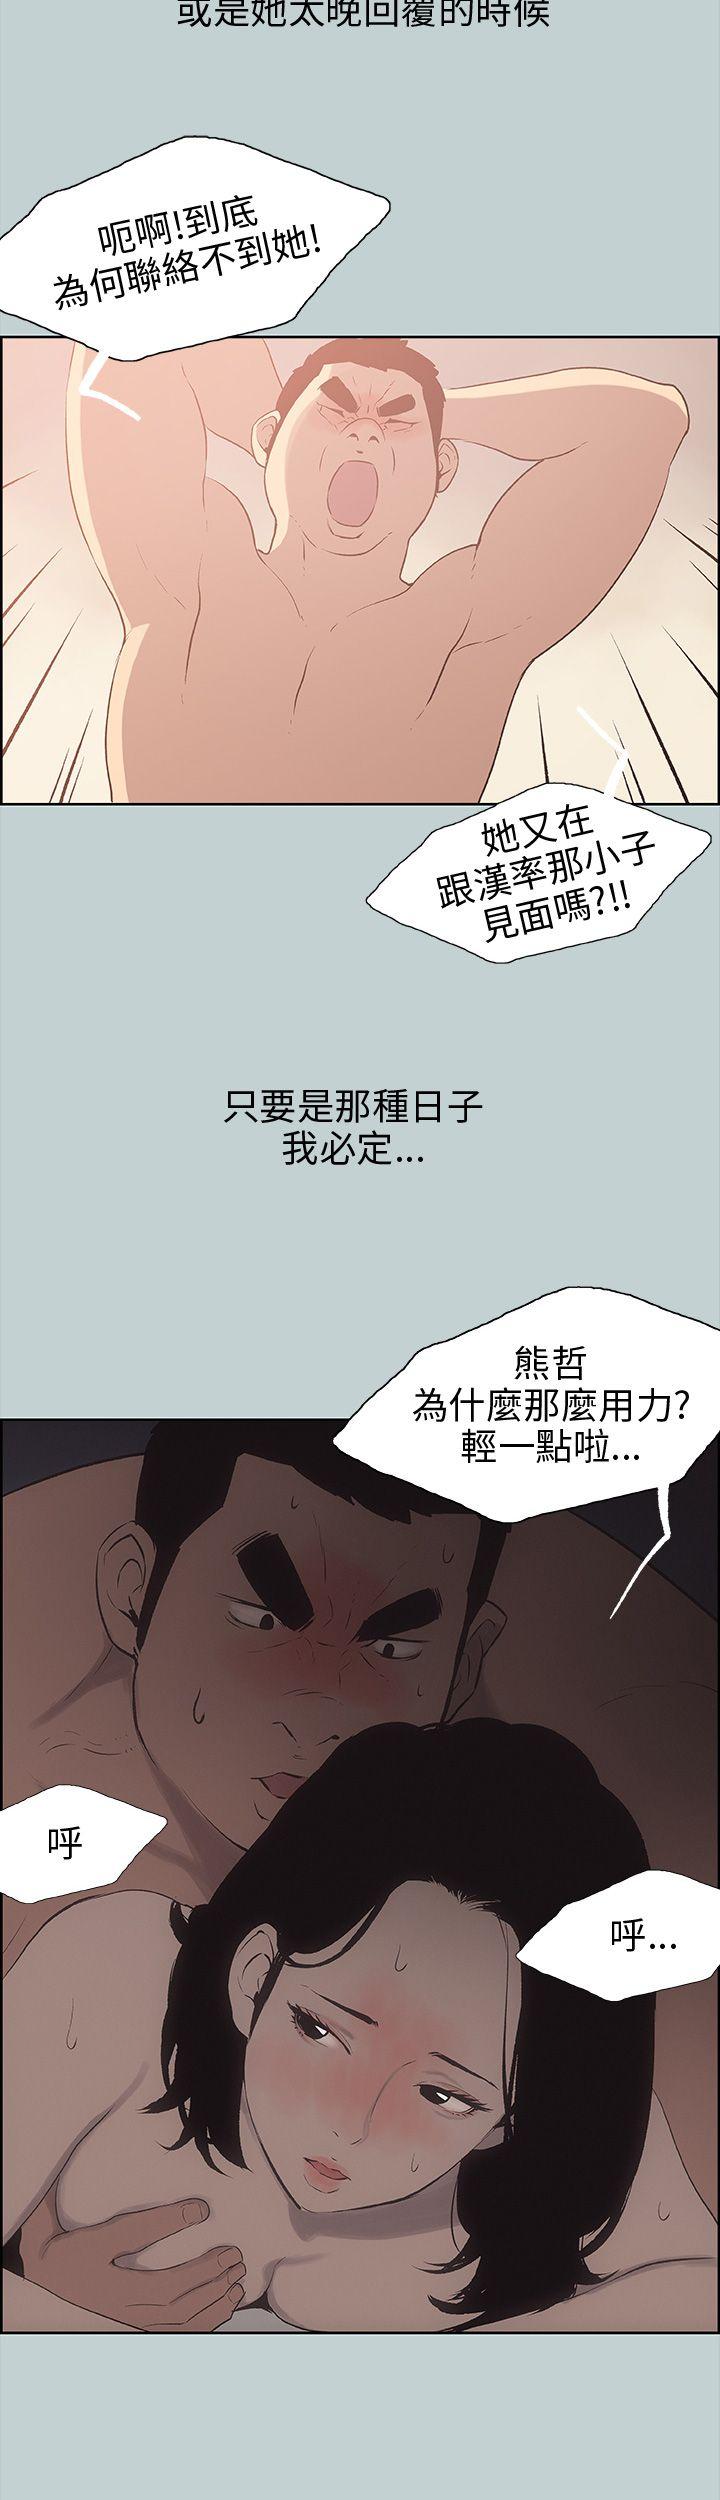 或是她太晚回覆的時候
呃啊!到底
為何聯絡不到她!
她又在
跟漢率那小子
見面嗎?!!
只要是那種日子
我必定...
熊哲
為什麼那麼用力?
輕一點啦...
呼
呼...